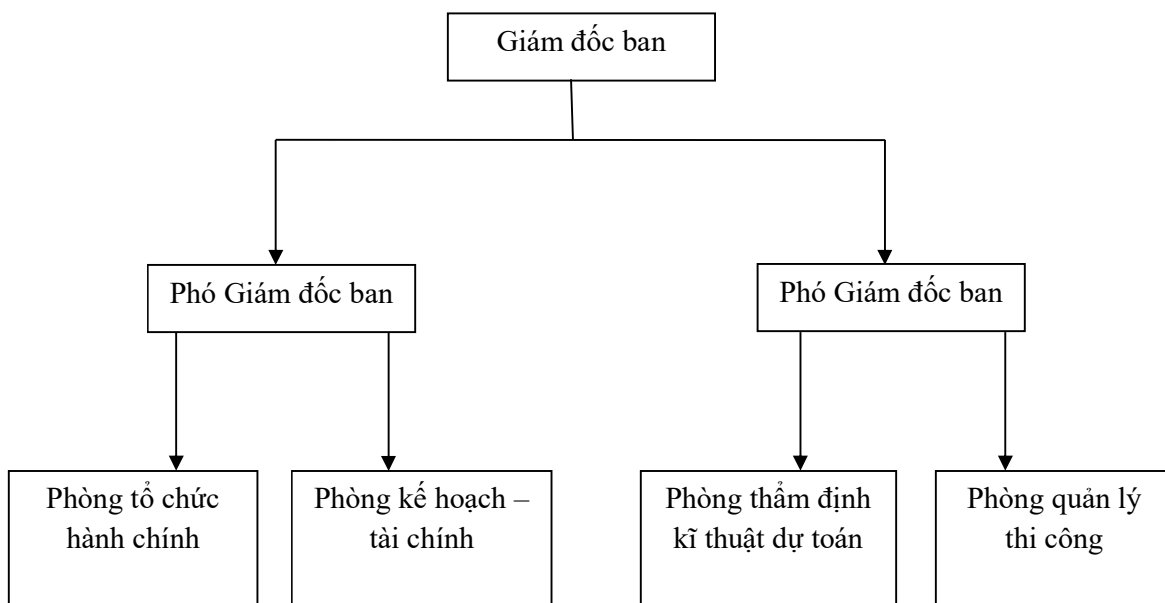 Giám đốc ban
Phó Giám đốc ban
Phó Giám đốc ban
Phòng tổ chức
hành chính
Phòng kế hoạch –
tài chính
Phòng thẩm định
kĩ thuật dự toán
Phòng quản lý
thi công